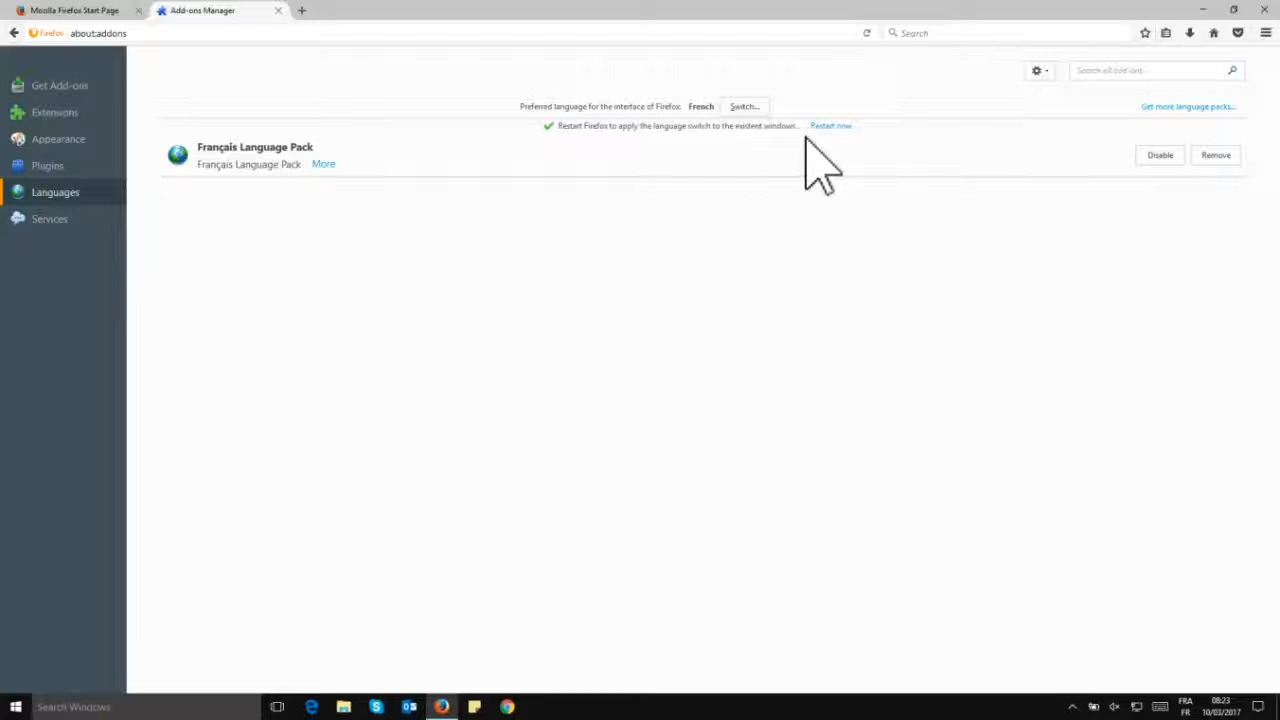 Mozilla Firefox Start Page
Add-ons Manager
Firefox about:addons
Search
Get Add-ons
Extensions
Appearance
Plugins
Languages
Services
Search all add-ons...
Preferred language for the interface of Firefox: French Switch...
Get more language packs...
Restart Firefox to apply the language switch to the existent windows... Restart now
Français Language Pack
Français Language Pack More
Disable
Remove
Search Windows
FRA
FR
08:23
10/03/2017